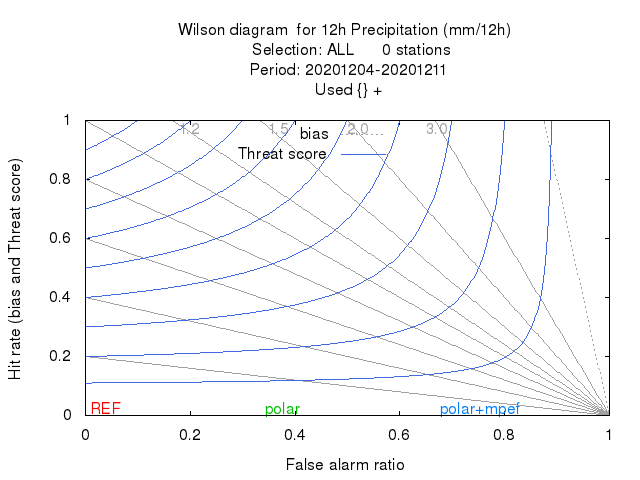 Wilson diagram  for 12h Precipitation (mm/12h)
Selection: ALL      0 stations
Period: 20201204-20201211
Used {} +
1.2 1.5 2.0 3.0
bias
Threat score
Hit rate (bias and Threat score)
1
0.8
0.6
0.4
0.2
0
REF polar polar+mpef
0 0.2 0.4 0.6 0.8 1
False alarm ratio